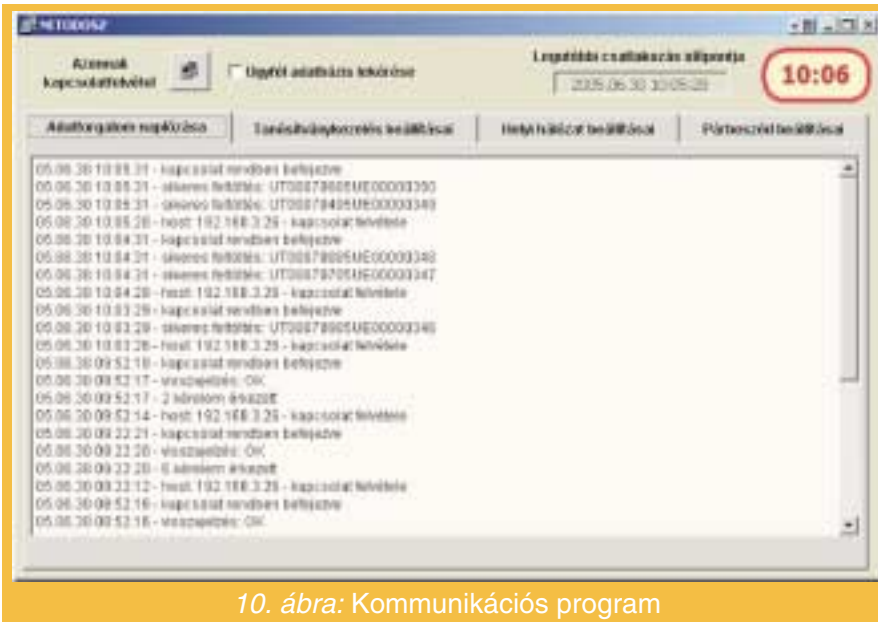 METODOSZ
Azonnali kapcsolatfelvétel
Ügyfél adatbázis lekérése
Legutóbbi csatlakozás időpontja
2005.06.30 10:05:28
10:06
Adatforgalom naplózása
Tanúsítványkezelés beállításai
Helyi hálózat beállításai
Párbeszéd beállításai
05.06.30 10:05:31 - kapcsolat rendben befejezve
05.06.30 10:05:31 - sikeres feltöltés:
05.06.30 10:05:31 - sikeres feltöltés:
05.06.30 10:05:28 - host: 192.168.3.26 - kapcsolat felvétele
05.06.30 10:04:31 - kapcsolat rendben befejezve
05.06.30 10:04:31 - sikeres feltöltés:
05.06.30 10:04:31 - sikeres feltöltés:
05.06.30 10:04:28 - host: 192.168.3.26 - kapcsolat felvétele
05.06.30 10:03:29 - kapcsolat rendben befejezve
05.06.30 10:03:29 - sikeres feltöltés:
05.06.30 10:03:26 - host: 192.168.3.26 - kapcsolat felvétele
05.06.30 09:52:18 - kapcsolat rendben befejezve
05.06.30 09:52:17 - visszajelzés: OK
05.06.30 09:52:17 - 2 kérelem érkezett
05.06.30 09:52:14 - host: 192.168.3.26 - kapcsolat felvétele
05.06.30 09:22:21 - kapcsolat rendben befejezve
05.06.30 09:22:20 - visszajelzés: OK
05.06.30 09:22:20 - 6 kérelem érkezett
05.06.30 09:22:12 - host: 192.168.3.26 - kapcsolat felvétele
05.06.30 08:52:16 - kapcsolat rendben befejezve
05.06.30 08:52:16 - visszajelzés: OK
10. ábra: Kommunikációs program